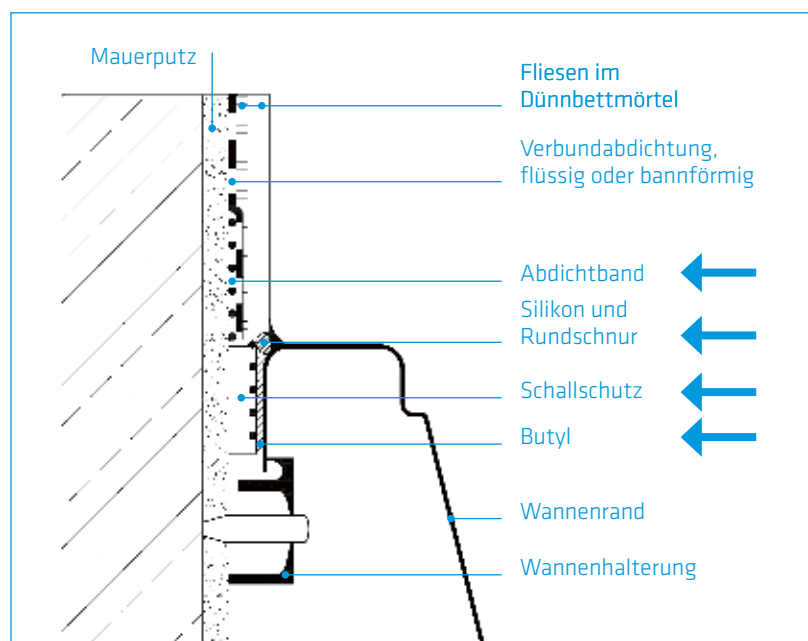 Mauerputz
Fliesen im
Dünnbettmörtel
Verbundabdichtung,
flüssig oder bannförmig
Abdichtband
Silikon und
Rundschnur
Schallschutz
Butyl
Wannenrand
Wannenhalterung